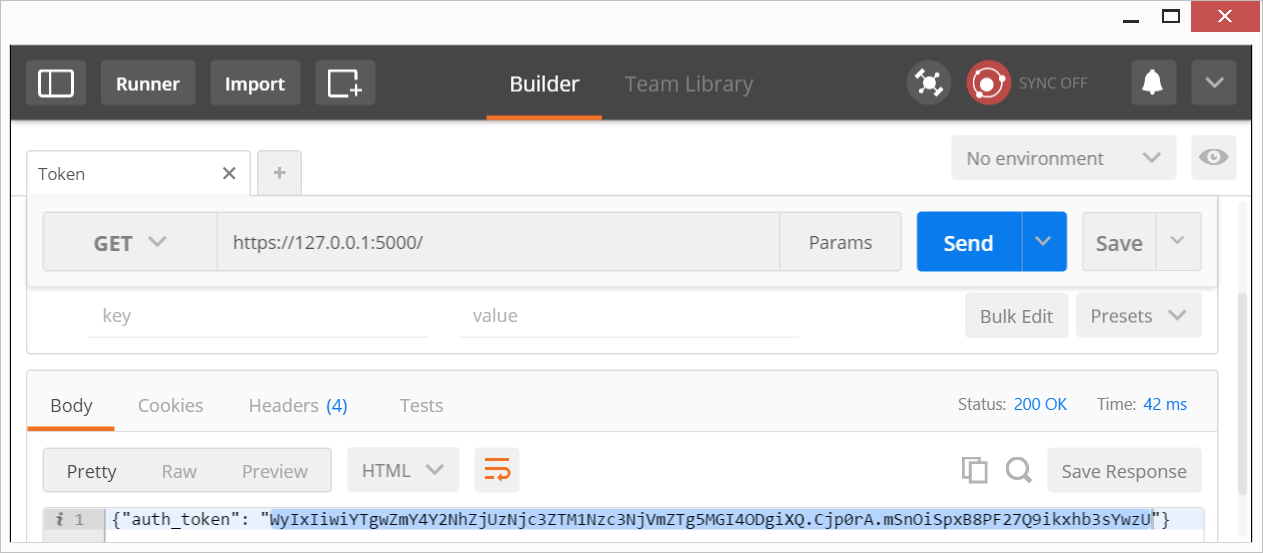 Runner Import Builder Team Library SYNC OFF
No environment
Token
GET https://127.0.0.1:5000/ Params Send Save
key value Bulk Edit Presets
Body Cookies Headers (4) Tests Status: 200 OK Time: 42 ms
Pretty Raw Preview HTML Save Response
i 1 {"auth_token": "WyIxIiwiYTgwZmY4Y2NhZjUzNjc3ZTM1Nzc3NjVmZTg5MGI4ODgiXQ.Cjp0rA.mSnOiSpxB8PF27Q9ikxhb3sYwzU"}